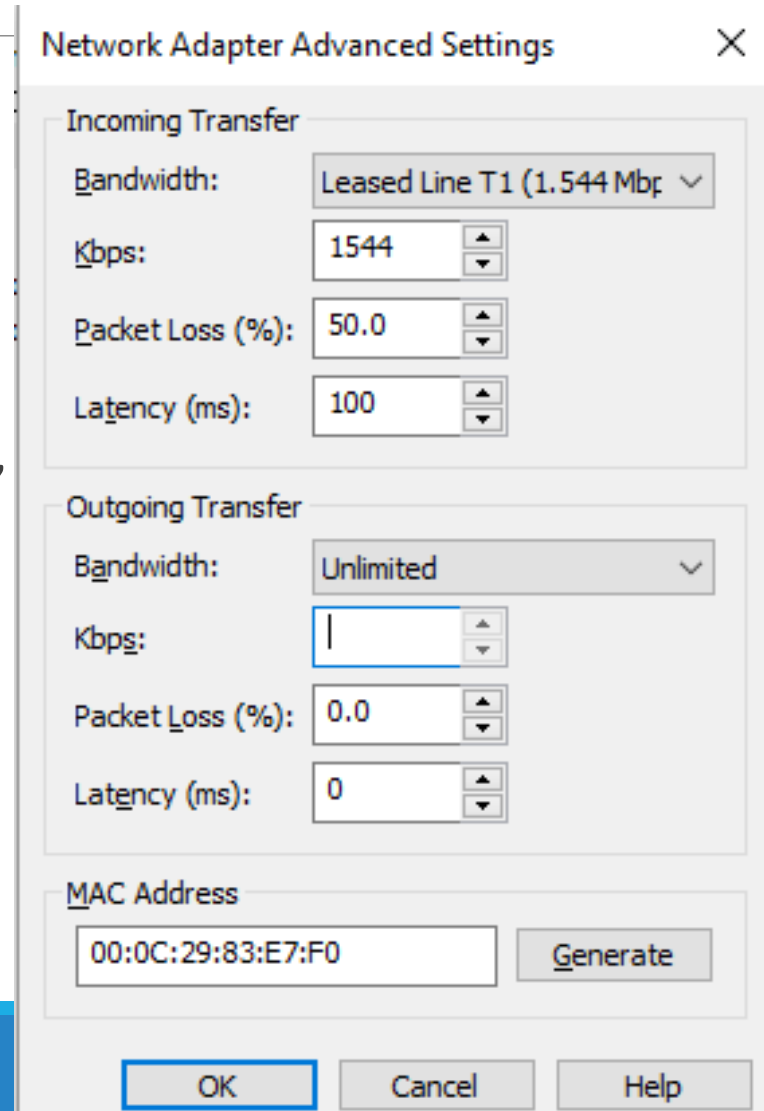 Network Adapter Advanced Settings
Incoming Transfer
Bandwidth: Leased Line T1 (1.544 Mbp
Kbps: 1544
Packet Loss (%): 50.0
Latency (ms): 100
Outgoing Transfer
Bandwidth: Unlimited
Kbps:
Packet Loss (%): 0.0
Latency (ms): 0
MAC Address
00:0C:29:83:E7:F0 Generate
OK Cancel Help